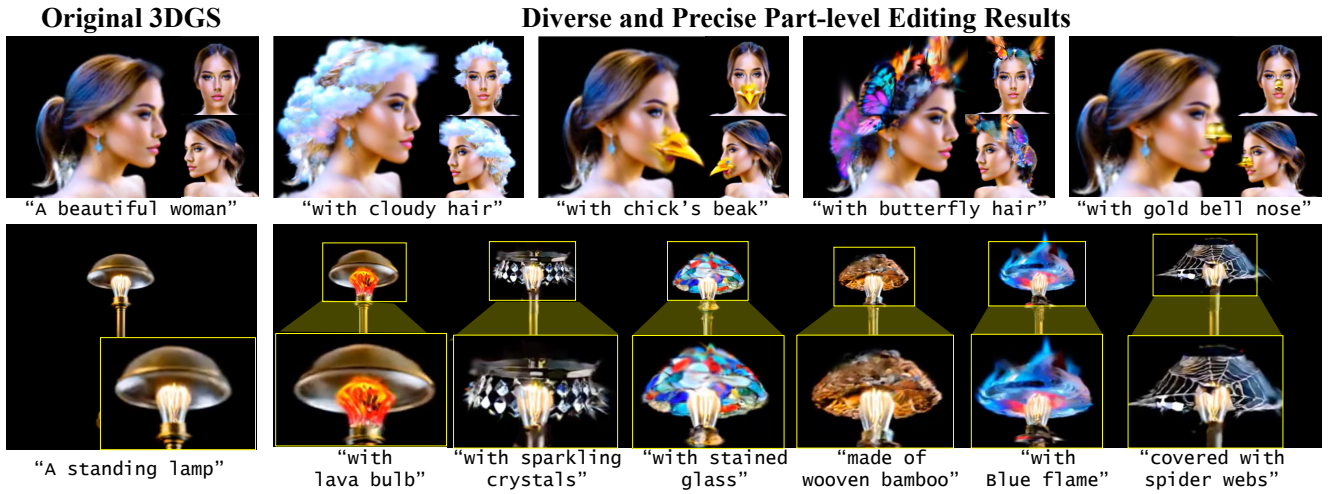 Original 3DGS
Diverse and Precise Part-level Editing Results
“A beautiful woman”
“with cloudy hair”
“with chick’s beak”
“with butterfly hair”
“with gold bell nose”
“A standing lamp”
“with
lava bulb”
“with sparkling
crystals”
“with stained
glass”
“made of
wooven bamboo”
“with
Blue flame”
“covered with
spider webs”